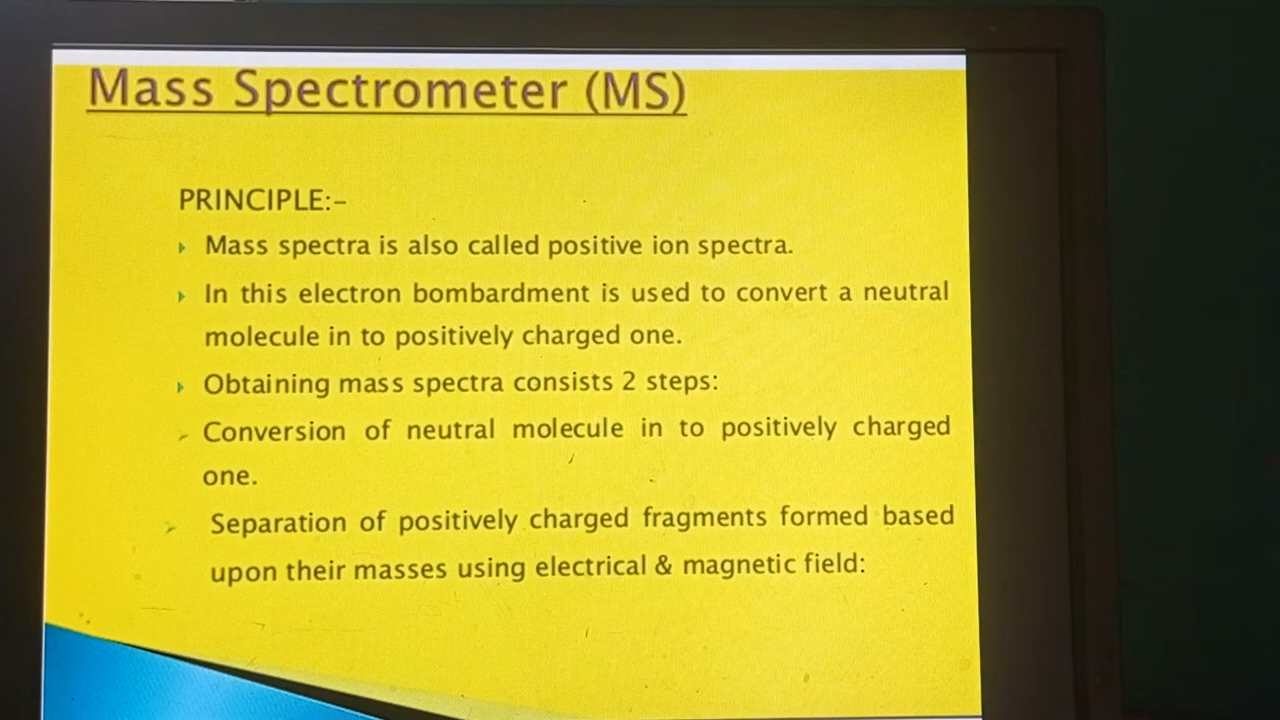 Mass Spectrometer (MS)
PRINCIPLE:-
Mass spectra is also called positive ion spectra.
In this electron bombardment is used to convert a neutral
molecule in to positively charged one.
Obtaining mass spectra consists 2 steps:
Conversion of neutral molecule in to positively charged
one.
Separation of positively charged fragments formed based
upon their masses using electrical & magnetic field: